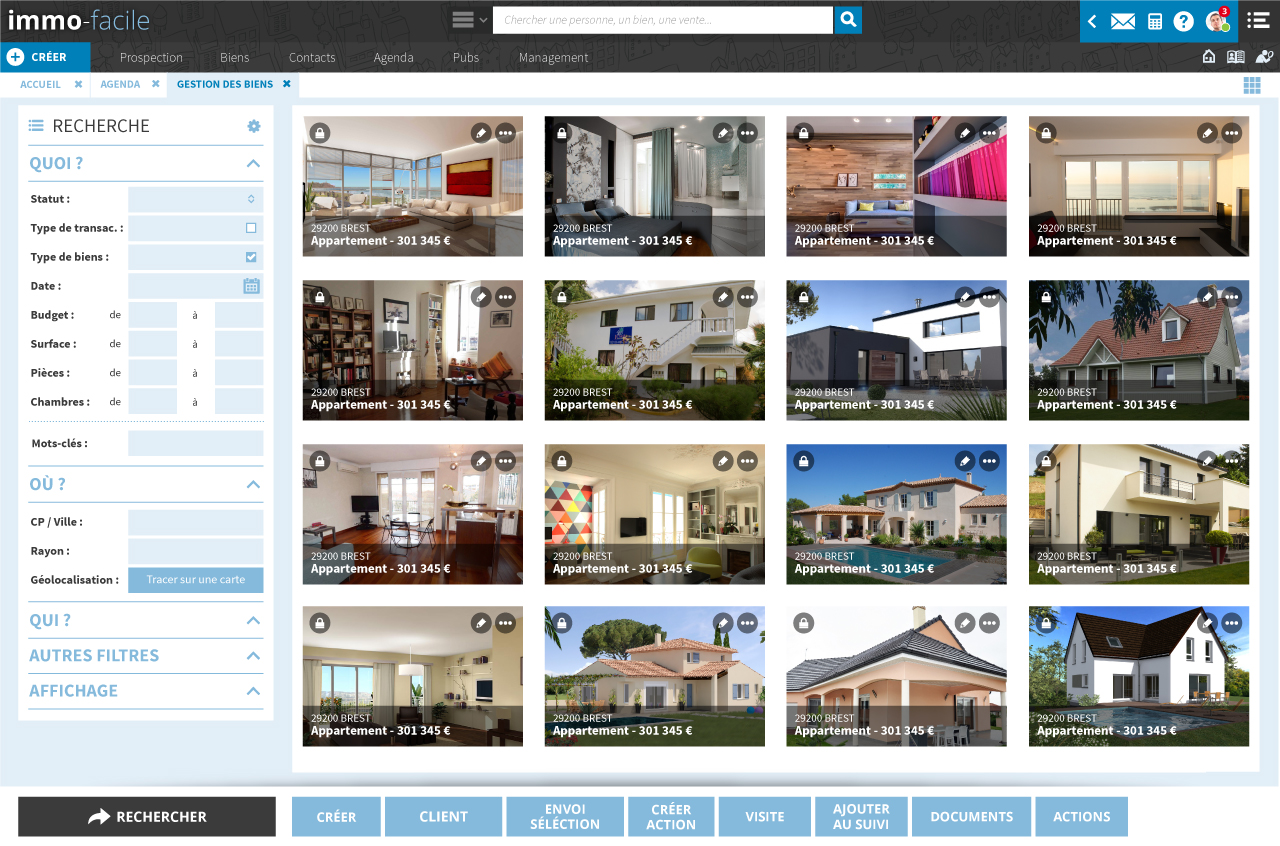 immo-facile
Chercher une personne, un bien, une vente...
3
CRÉER
Prospection
Biens
Contacts
Agenda
Pubs
Management
ACCUEIL
AGENDA
GESTION DES BIENS
RECHERCHE
QUOI ?
Statut :
Type de transac. :
Type de biens :
Date :
Budget : de à
Surface : de à
Pièces : de à
Chambres : de à
Mots-clés :
OÙ ?
CP / Ville :
Rayon :
Géolocalisation : Tracer sur une carte
QUI ?
AUTRES FILTRES
AFFICHAGE
29200 BREST
Appartement - 301 345 €
29200 BREST
Appartement - 301 345 €
29200 BREST
Appartement - 301 345 €
29200 BREST
Appartement - 301 345 €
29200 BREST
Appartement - 301 345 €
29200 BREST
Appartement - 301 345 €
29200 BREST
Appartement - 301 345 €
29200 BREST
Appartement - 301 345 €
29200 BREST
Appartement - 301 345 €
29200 BREST
Appartement - 301 345 €
29200 BREST
Appartement - 301 345 €
29200 BREST
Appartement - 301 345 €
29200 BREST
Appartement - 301 345 €
29200 BREST
Appartement - 301 345 €
29200 BREST
Appartement - 301 345 €
29200 BREST
Appartement - 301 345 €
RECHERCHER
CRÉER
CLIENT
ENVOI
SÉLÉCTION
CRÉER
ACTION
VISITE
AJOUTER
AU SUIVI
DOCUMENTS
ACTIONS